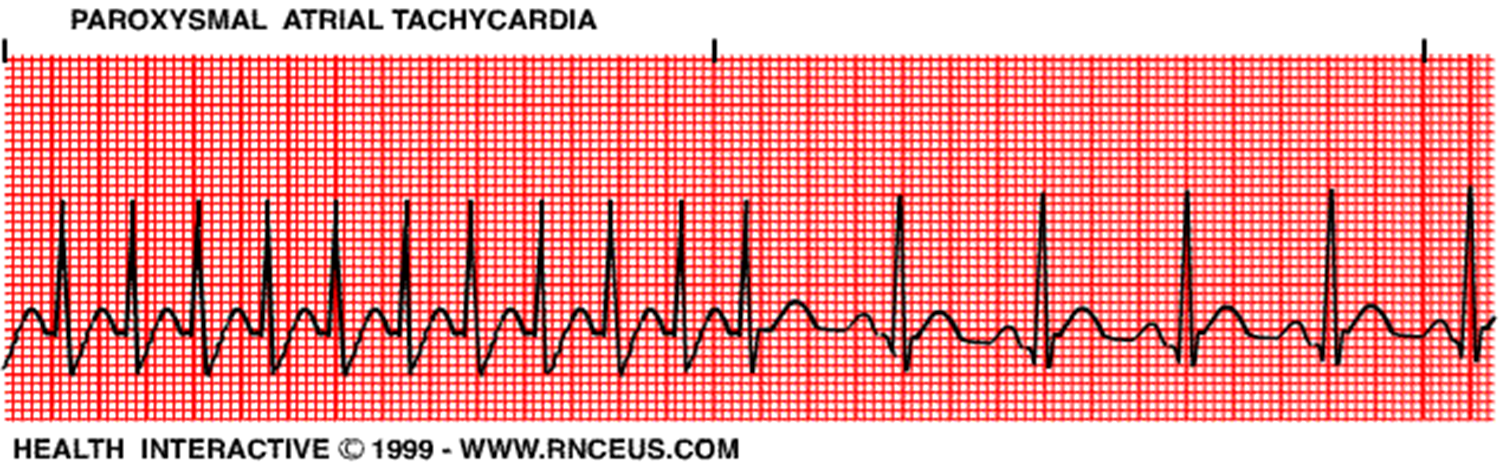 PAROXYSMAL ATRIAL TACHYCARDIA
HEALTH INTERACTIVE © 1999 - WWW.RNCEUS.COM